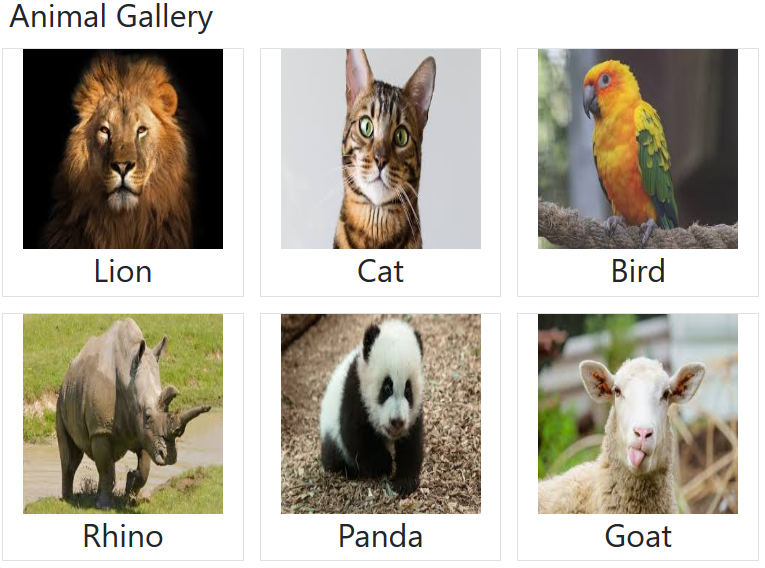 Animal Gallery
Lion
Cat
Bird
Rhino
Panda
Goat